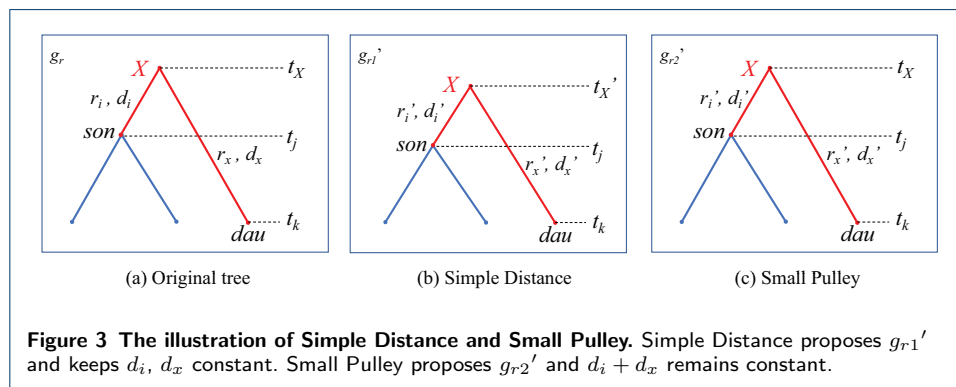 g_r
X
t_X
r_i , d_i
son
t_j
r_x , d_x
t_k
dau
(a) Original tree
g_r1’
X
t_X’
r_i’, d_i’
son
t_j
r_x’, d_x’
t_k
dau
(b) Simple Distance
g_r2’
X
t_X
r_i’, d_i’
son
t_j
r_x’, d_x’
t_k
dau
(c) Small Pulley
Figure 3 The illustration of Simple Distance and Small Pulley. Simple Distance proposes g_r1′
and keeps d_i, d_x constant. Small Pulley proposes g_r2′ and d_i + d_x remains constant.